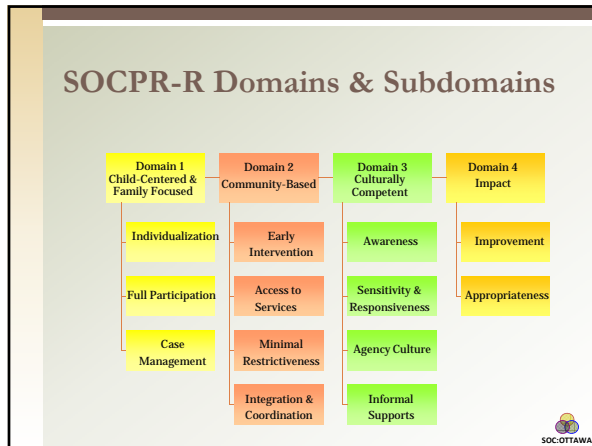 SOCPR-R Domains & Subdomains
Domain 1
Child-Centered &
Family Focused
Individualization
Full Participation
Case
Management
Domain 2
Community-Based
Early
Intervention
Access to
Services
Minimal
Restrictiveness
Integration &
Coordination
Domain 3
Culturally
Competent
Awareness
Sensitivity &
Responsiveness
Agency Culture
Informal
Supports
Domain 4
Impact
Improvement
Appropriateness
SOC:OTTAWA